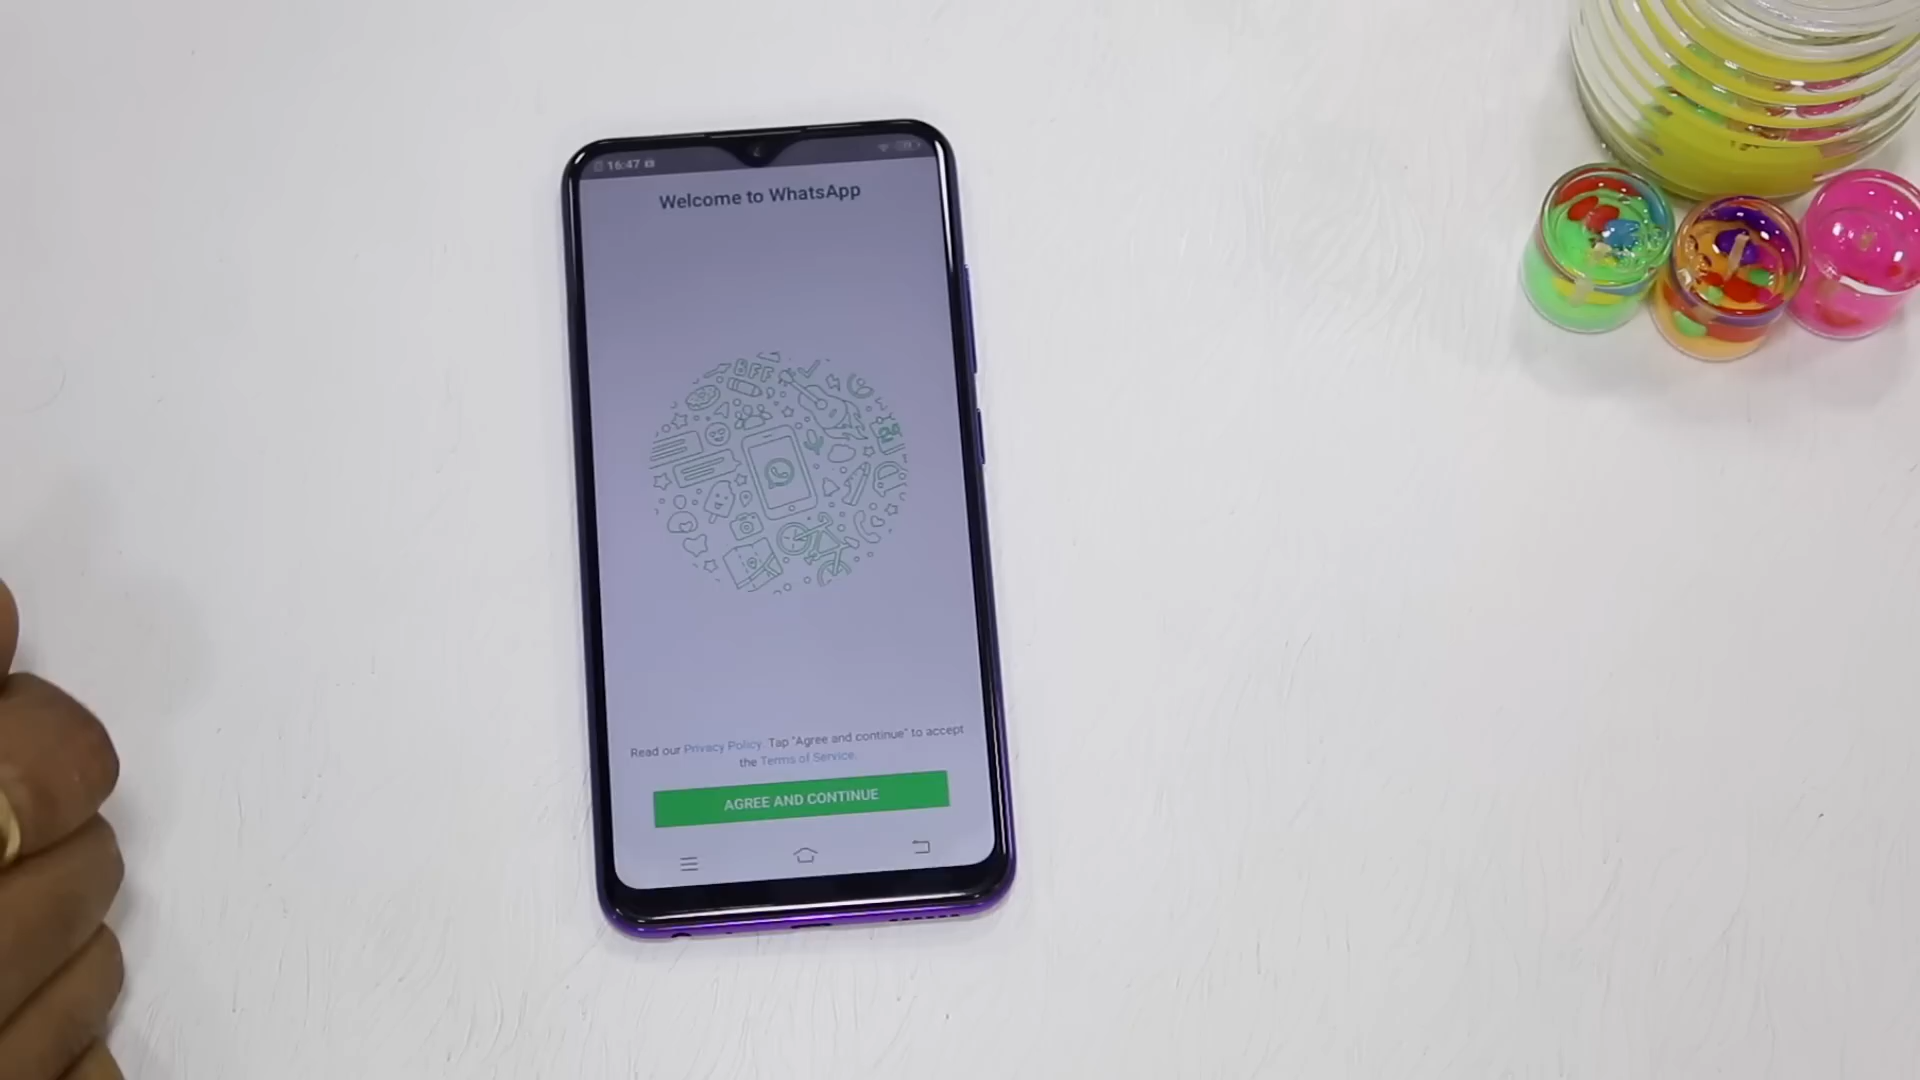 16:47
Welcome to WhatsApp
BFF
Read our Privacy Policy. Tap "Agree and continue" to accept
the Terms of Service.
AGREE AND CONTINUE